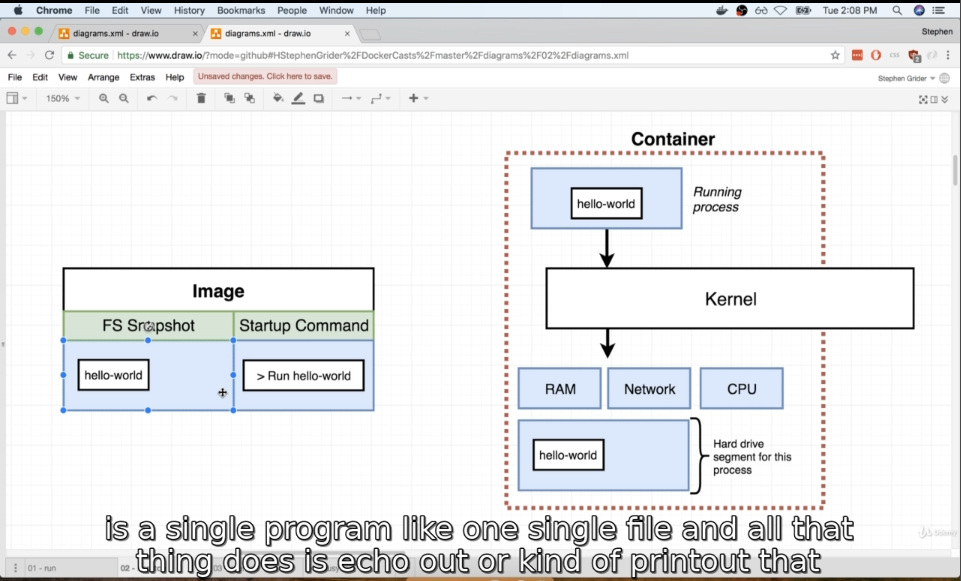 Chrome File Edit View History Bookmarks People Window Help Tue 2:08 PM
diagrams.xml - draw.io × diagrams.xml - draw.io × Stephen
Secure https://www.draw.io/?mode=github#HStephenGrider%2FDockerCasts%2Fmaster%2Fdiagrams%2F02%2Fdiagrams.xml
File Edit View Arrange Extras Help Unsaved changes. Click here to save. Stephen Grider
150%
Container
hello-world
Running
process
Image
Kernel
FS Snapshot Startup Command
hello-world
> Run hello-world
RAM Network CPU
hello-world
Hard drive
segment for this
process
is a single program like one single file and all that
thing does is echo out or kind of printout that
01 - run 02 -
Udemy